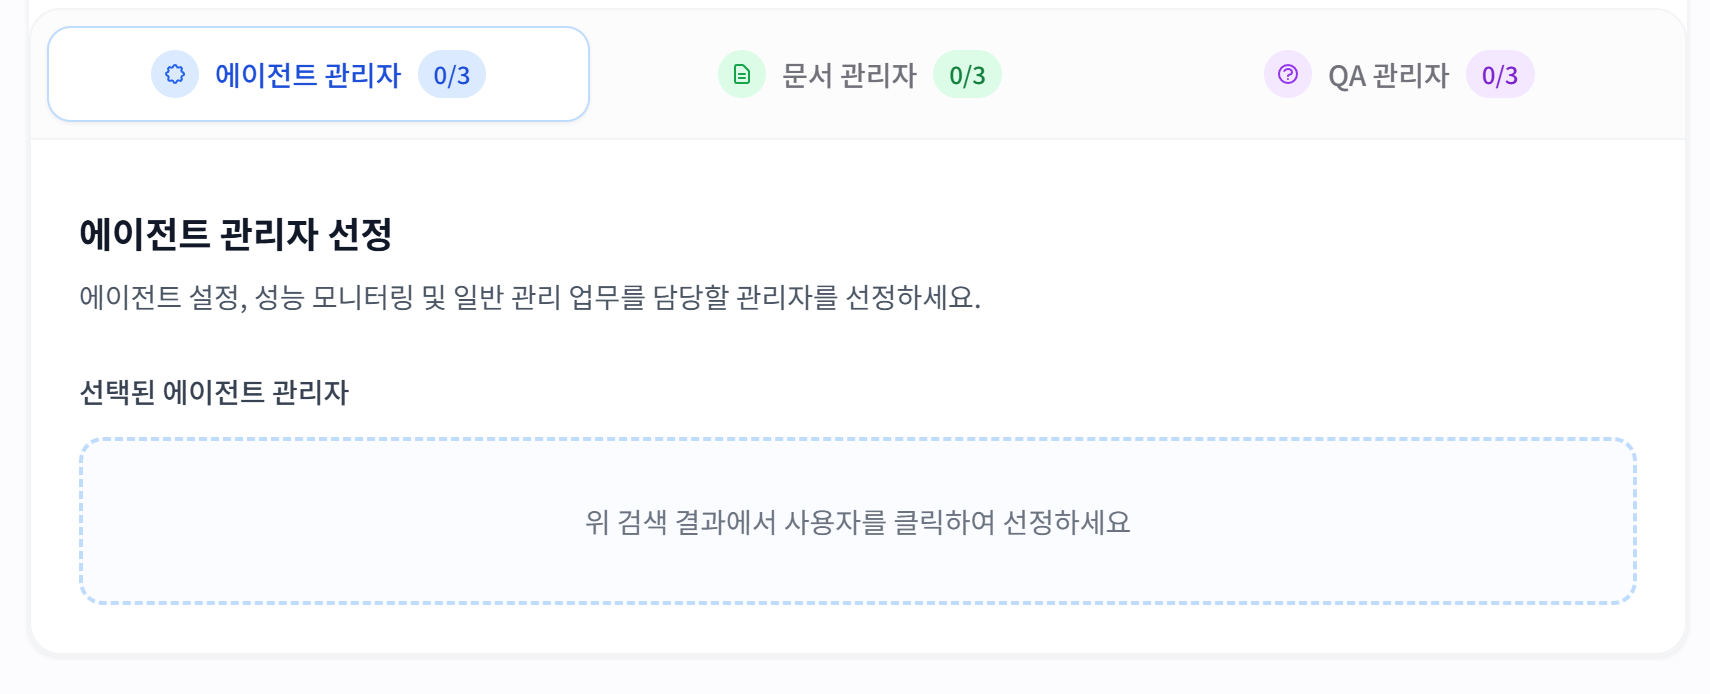 에이전트 관리자 0/3
문서 관리자 0/3
QA 관리자 0/3
에이전트 관리자 선정
에이전트 설정, 성능 모니터링 및 일반 관리 업무를 담당할 관리자를 선정하세요.
선택된 에이전트 관리자
위 검색 결과에서 사용자를 클릭하여 선정하세요